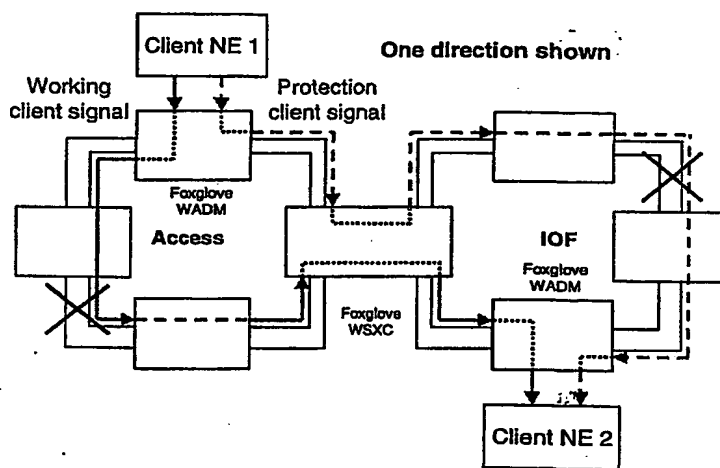 Client NE 1
One direction shown
Working
client signal
Protection
client signal
Foxglove
WADM
Access
IOF
Foxglove
WADM
Foxglove
WSXC
Client NE 2